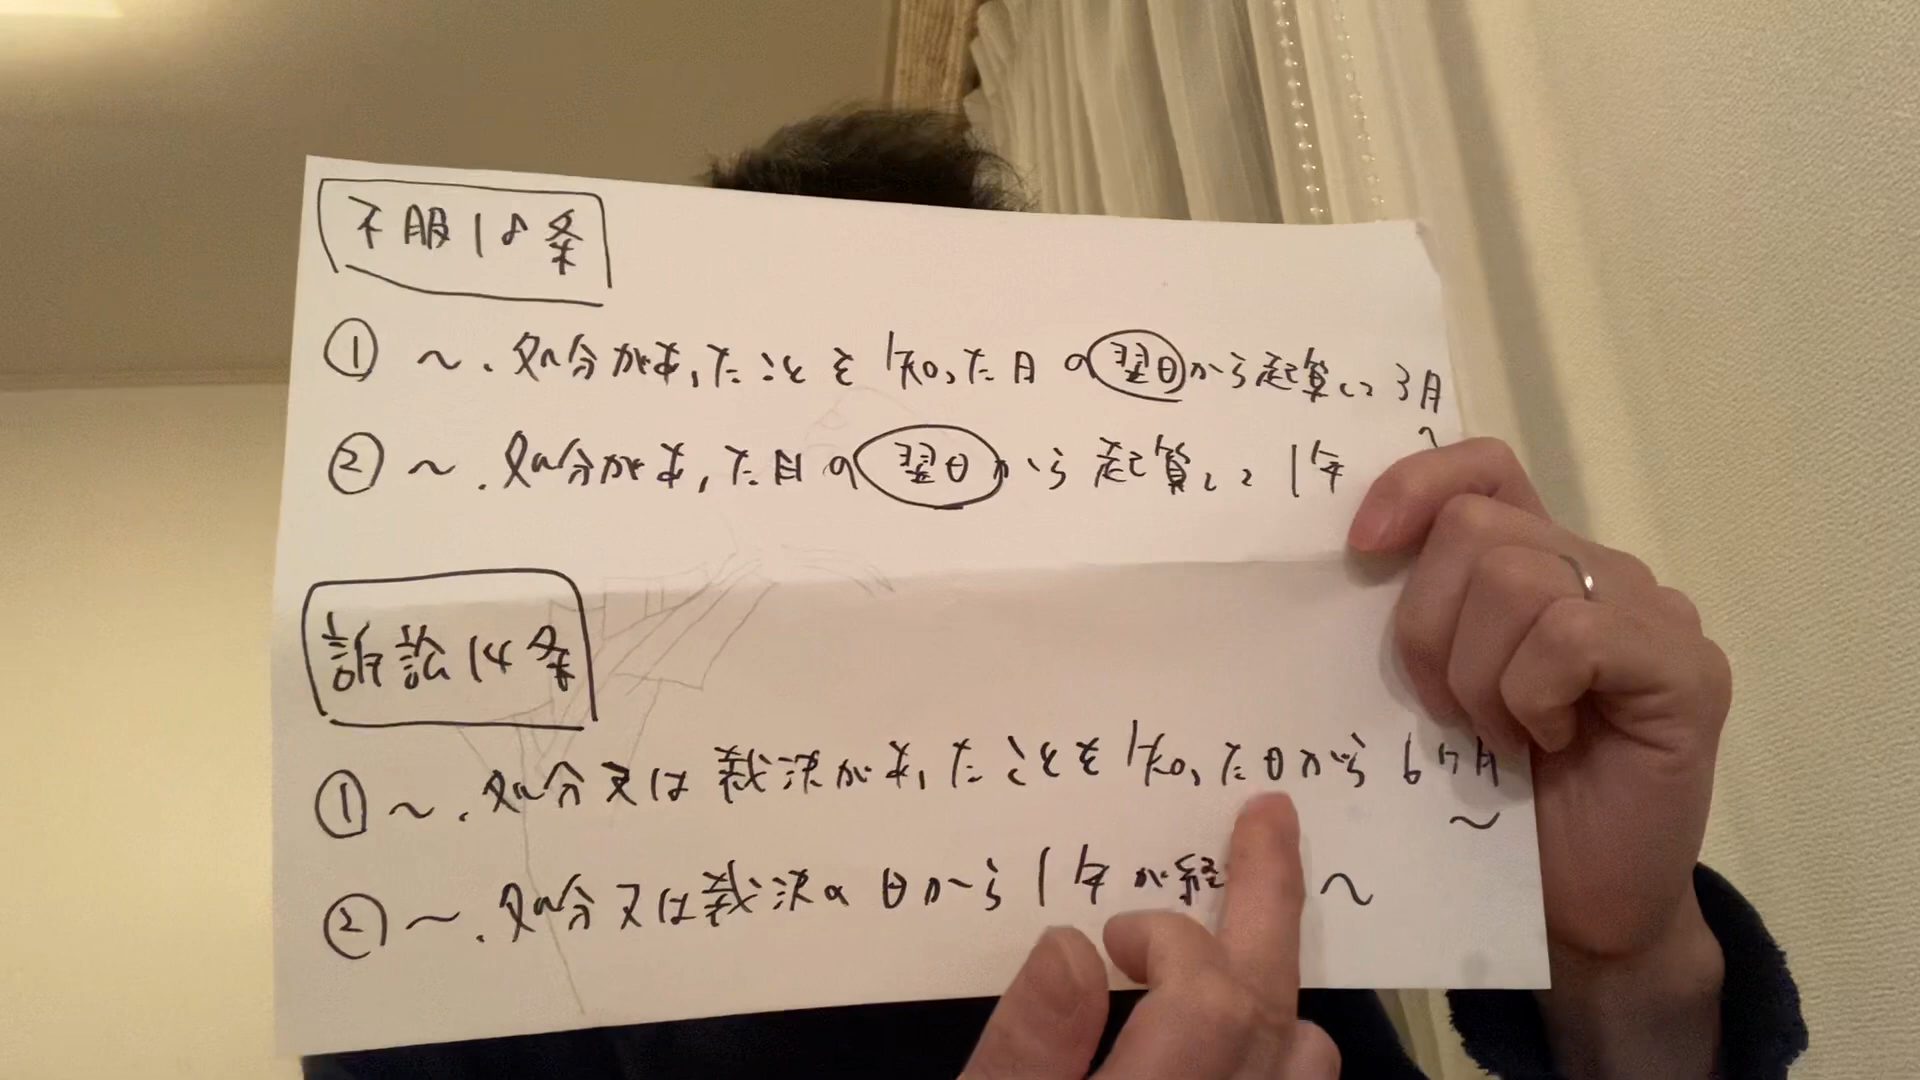 不服18条
① 〜、処分があったことを知った日の翌日から起算して3月〜
② 〜、処分があった日の翌日から起算して1年
訴訟14条
① 〜、処分又は裁決があったことを知った日から6ケ月〜
② 〜、処分又は裁決の日から1年が経 〜